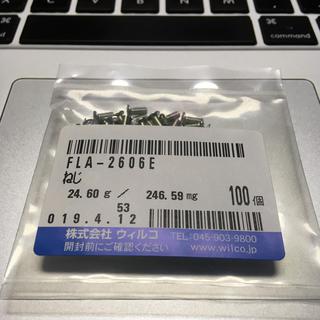 command
command
FLA-2606E
ねじ
24.60 g / 246.59 mg 100個
53
019.4.12
株式会社 ウィルコ TEL:045-903-9800
開封前にご確認ください www.wilco.jp